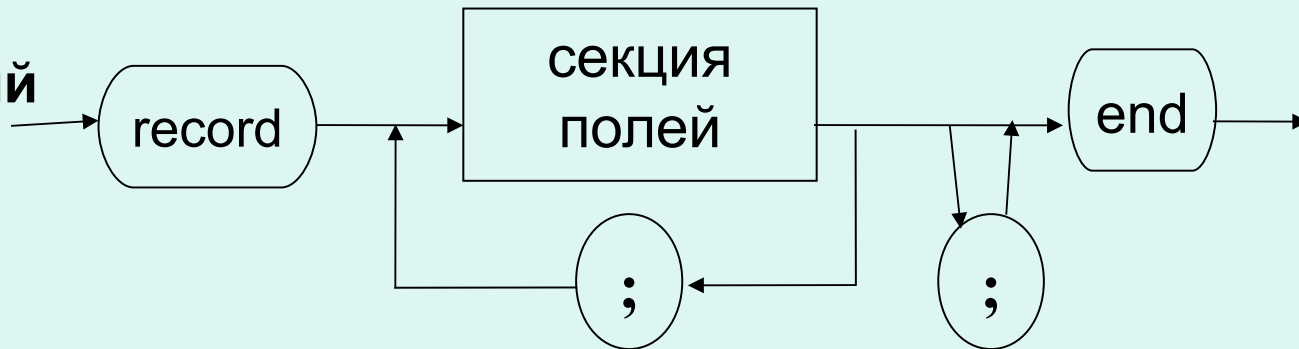 record
секция
полей
end
;
;